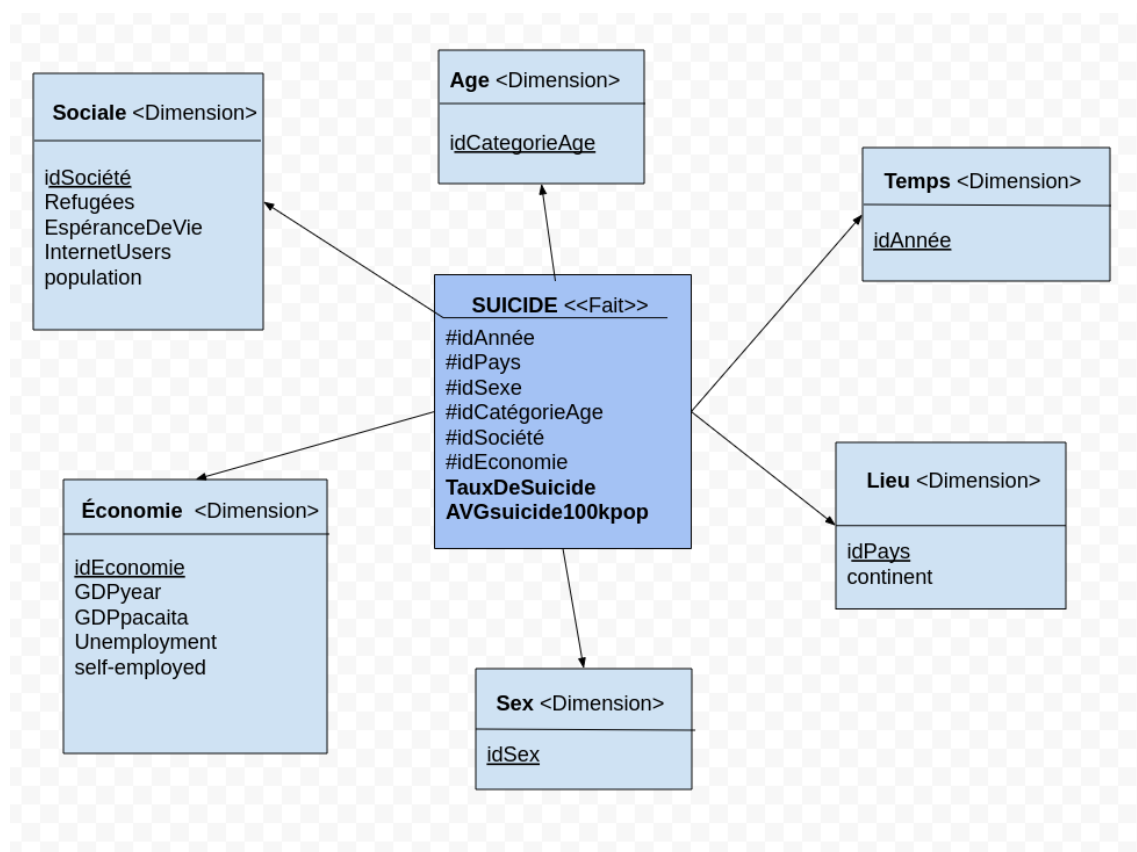 Sociale <Dimension>
idSociété
Refugées
EspéranceDeVie
InternetUsers
population
Age <Dimension>
idCategorieAge
Temps <Dimension>
idAnnée
SUICIDE <<Fait>>
#idAnnée
#idPays
#idSexe
#idCatégorieAge
#idSociété
#idEconomie
TauxDeSuicide
AVGsuicide100kpop
Économie <Dimension>
idEconomie
GDPyear
GDPpacaita
Unemployment
self-employed
Lieu <Dimension>
idPays
continent
Sex <Dimension>
idSex